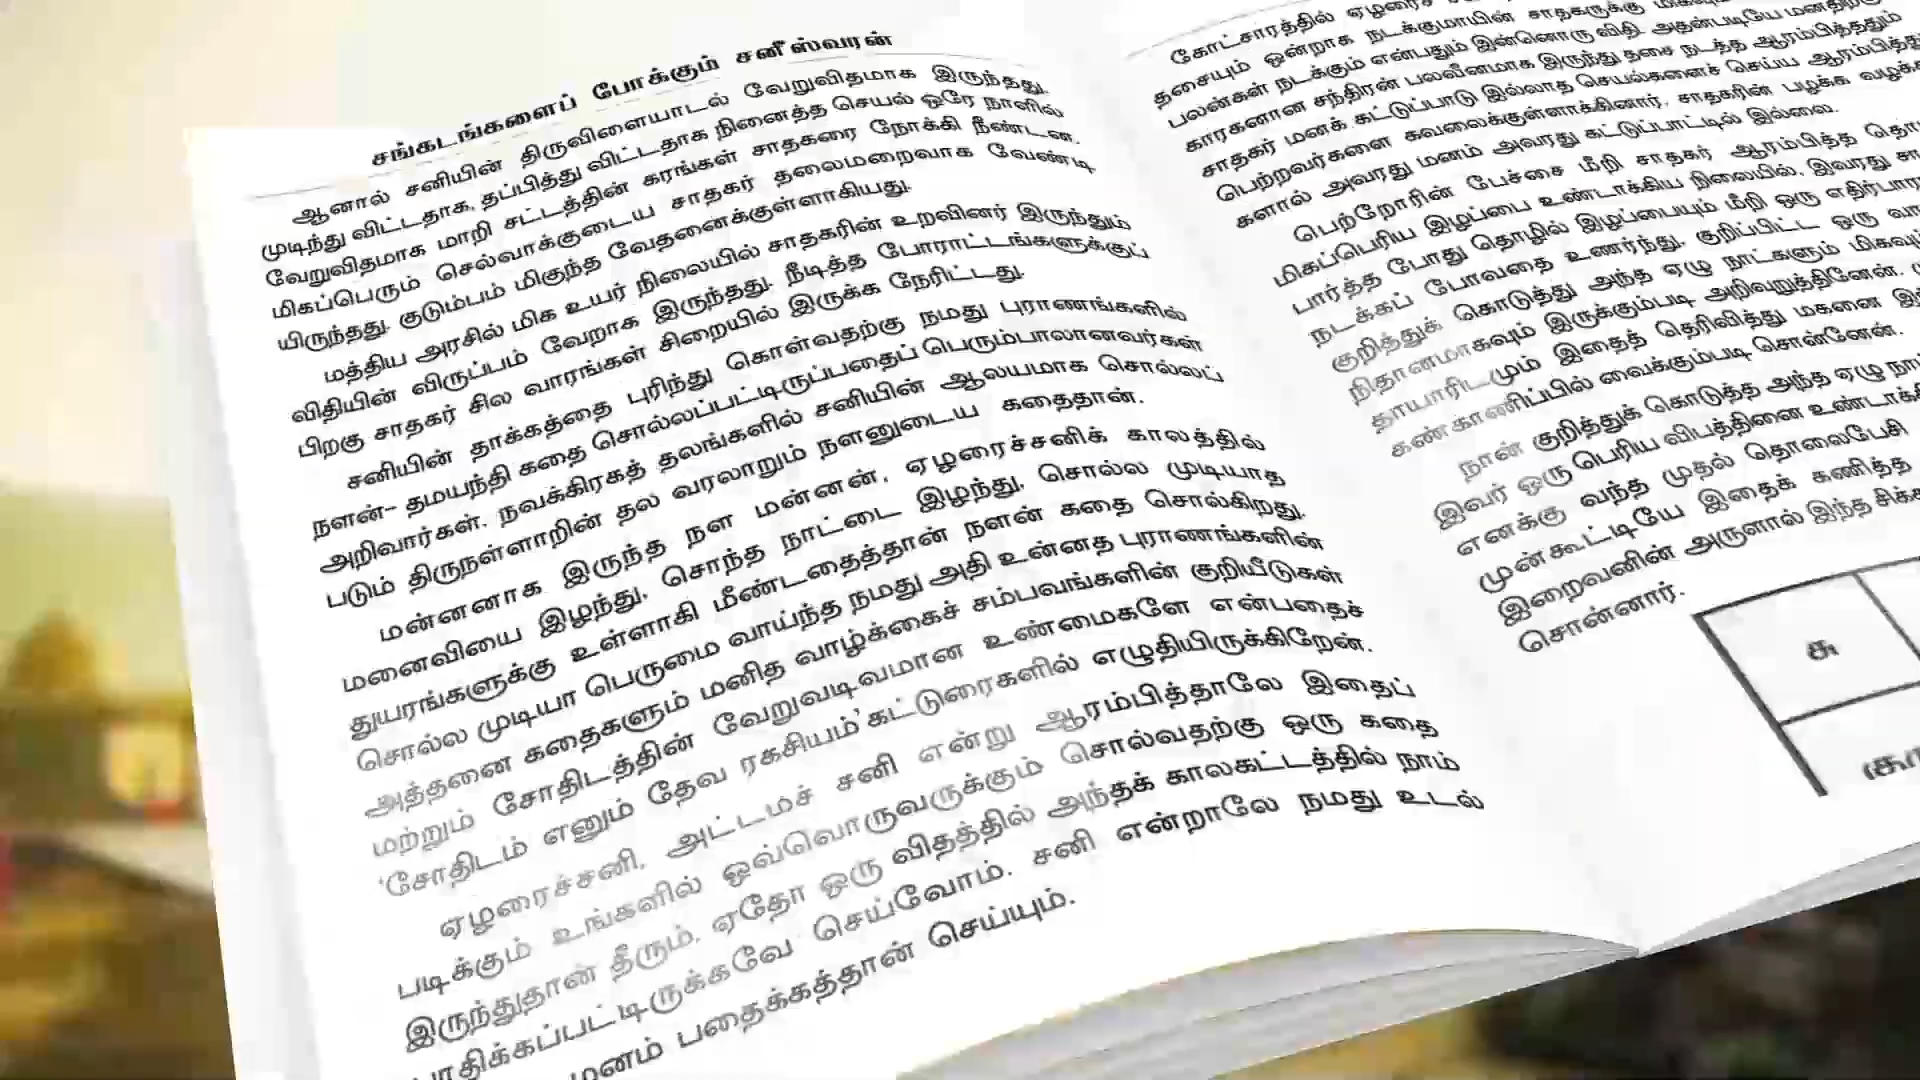 சங்கடங்களைப் போக்கும் சனீஸ்வரன்
ஆனால் சனியின் திருவிளையாடல் வேறுவிதமாக இருந்தது.
முடிந்து விட்டதாக, தப்பித்து விட்டதாக நினைத்த செயல் ஒரே நாளில்
வேறுவிதமாக மாறி சட்டத்தின் கரங்கள் சாதகரை நோக்கி நீண்டன.
மிகப்பெரும் செல்வாக்குடைய சாதகர் தலைமறைவாக வேண்டி
யிருந்தது. குடும்பம் மிகுந்த வேதனைக்குள்ளாகியது.
மத்திய அரசில் மிக உயர் நிலையில் சாதகரின் உறவினர் இருந்தும்
விதியின் விருப்பம் வேறாக இருந்தது. நீடித்த போராட்டங்களுக்குப்
பிறகு சாதகர் சில வாரங்கள் சிறையில் இருக்க நேரிட்டது.
சனியின் தாக்கத்தை புரிந்து கொள்வதற்கு நமது புராணங்களில்
நளன்- தமயந்தி கதை சொல்லப்பட்டிருப்பதைப் பெரும்பாலானவர்கள்
அறிவார்கள். நவக்கிரகத் தலங்களில் சனியின் ஆலயமாக சொல்லப்
படும் திருநள்ளாறின் தல வரலாறும் நளனுடைய கதைதான்.
மன்னனாக இருந்த நள மன்னன், ஏழரைச்சனிக் காலத்தில்
மனைவியை இழந்து, சொந்த நாட்டை இழந்து, சொல்ல முடியாத
துயரங்களுக்கு உள்ளாகி மீண்டதைத்தான் நளன் கதை சொல்கிறது.
சொல்ல முடியா பெருமை வாய்ந்த நமது அதி உன்னத புராணங்களின்
அத்தனை கதைகளும் மனித வாழ்க்கைச் சம்பவங்களின் குறியீடுகள்
மற்றும் சோதிடத்தின் வேறுவடிவமான உண்மைகளே என்பதைச்
‘சோதிடம் எனும் தேவ ரகசியம்’ கட்டுரைகளில் எழுதியிருக்கிறேன்.
ஏழரைச்சனி, அட்டமச் சனி என்று ஆரம்பித்தாலே இதைப்
படிக்கும் உங்களில் ஒவ்வொருவருக்கும் சொல்வதற்கு ஒரு கதை
இருந்துதான் தீரும். ஏதோ ஒரு விதத்தில் அந்தக் காலகட்டத்தில் நாம்
பாதிக்கப்பட்டிருக்கவே செய்வோம். சனி என்றாலே நமது உடல்
மனம் பதைக்கத்தான் செய்யும்.
கோட்சாரத்தில் ஏழரைச்
தசையும் ஒன்றாக நடக்குமாயின் சாதகருக்கு
பலன்கள் நடக்கும் என்பதும் இன்னொரு விதி. அதன்படியே மனதிற்கு
காரகனான சந்திரன் பலவீனமாக இருந்து தசை நடத்த ஆரம்பித்ததும்
சாதகர் மனக் கட்டுப்பாடு இல்லாத செயல்களைச் செய்ய ஆரம்பித்து
பெற்றவர்களை கவலைக்குள்ளாக்கினார். சாதகரின் பழக்க வழக்க
களால் அவரது மனம் அவரது கட்டுப்பாட்டில் இல்லை.
பெற்றோரின் பேச்சை மீறி சாதகர் ஆரம்பித்த
மிகப்பெரிய இழப்பை உண்டாக்கிய நிலையில், இவரது
பார்த்த போது தொழில் இழப்பையும் மீறி ஒரு
நடக்கப் போவதை உணர்ந்து, குறிப்பிட்ட ஒரு
குறித்துக் கொடுத்து அந்த ஏழு நாட்களும்
நிதானமாகவும் இருக்கும்படி அறிவுறுத்தினேன்.
தாயாரிடமும் இதைத் தெரிவித்து மகனை
கண்காணிப்பில் வைக்கும்படி சொன்னேன்.
நான் குறித்துக் கொடுத்த அந்த ஏழு
இவர் ஒரு பெரிய விபத்தினை
எனக்கு வந்த முதல் தொலைபேசி
முன்கூட்டியே இதைக் கணித்த
இறைவனின் அருளால் இந்த
சொன்னார்.
சு